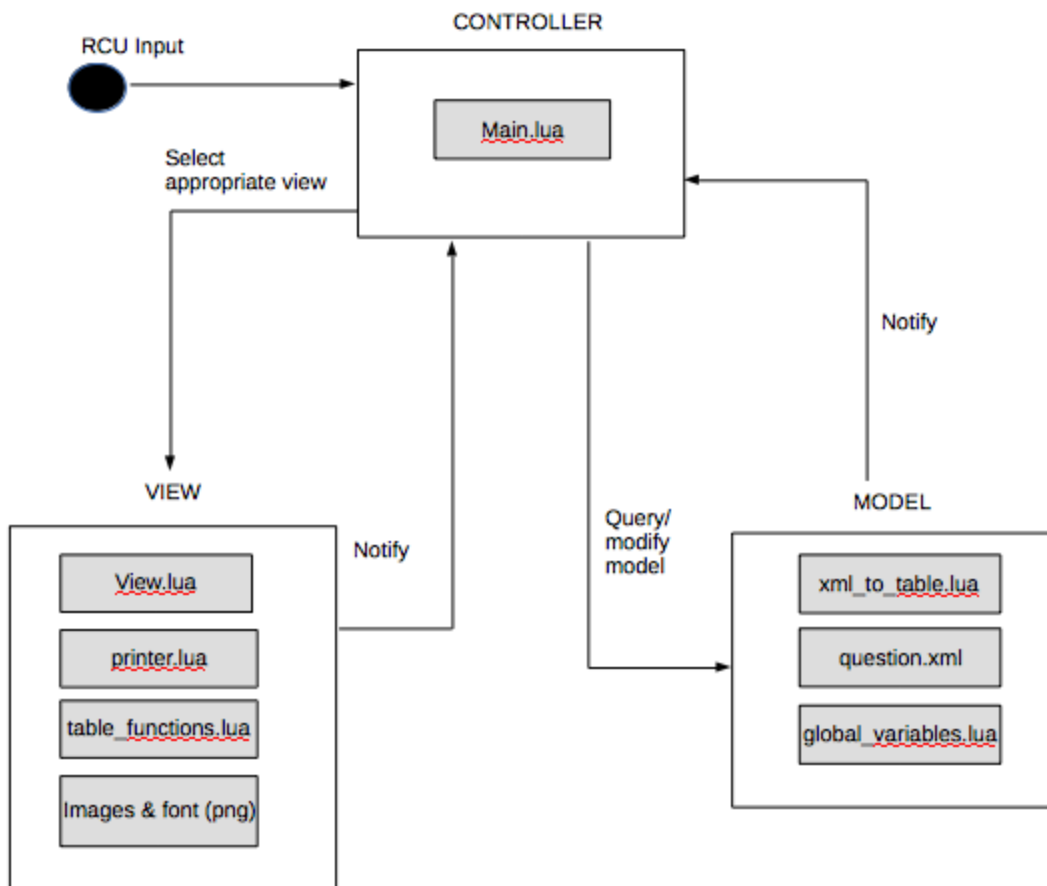 CONTROLLER
RCU Input
Main.lua
Select
appropriate view
Notify
VIEW
MODEL
Query/
modify
model
Notify
View.lua
xml_to_table.lua
printer.lua
question.xml
table_functions.lua
global_variables.lua
Images & font (png)